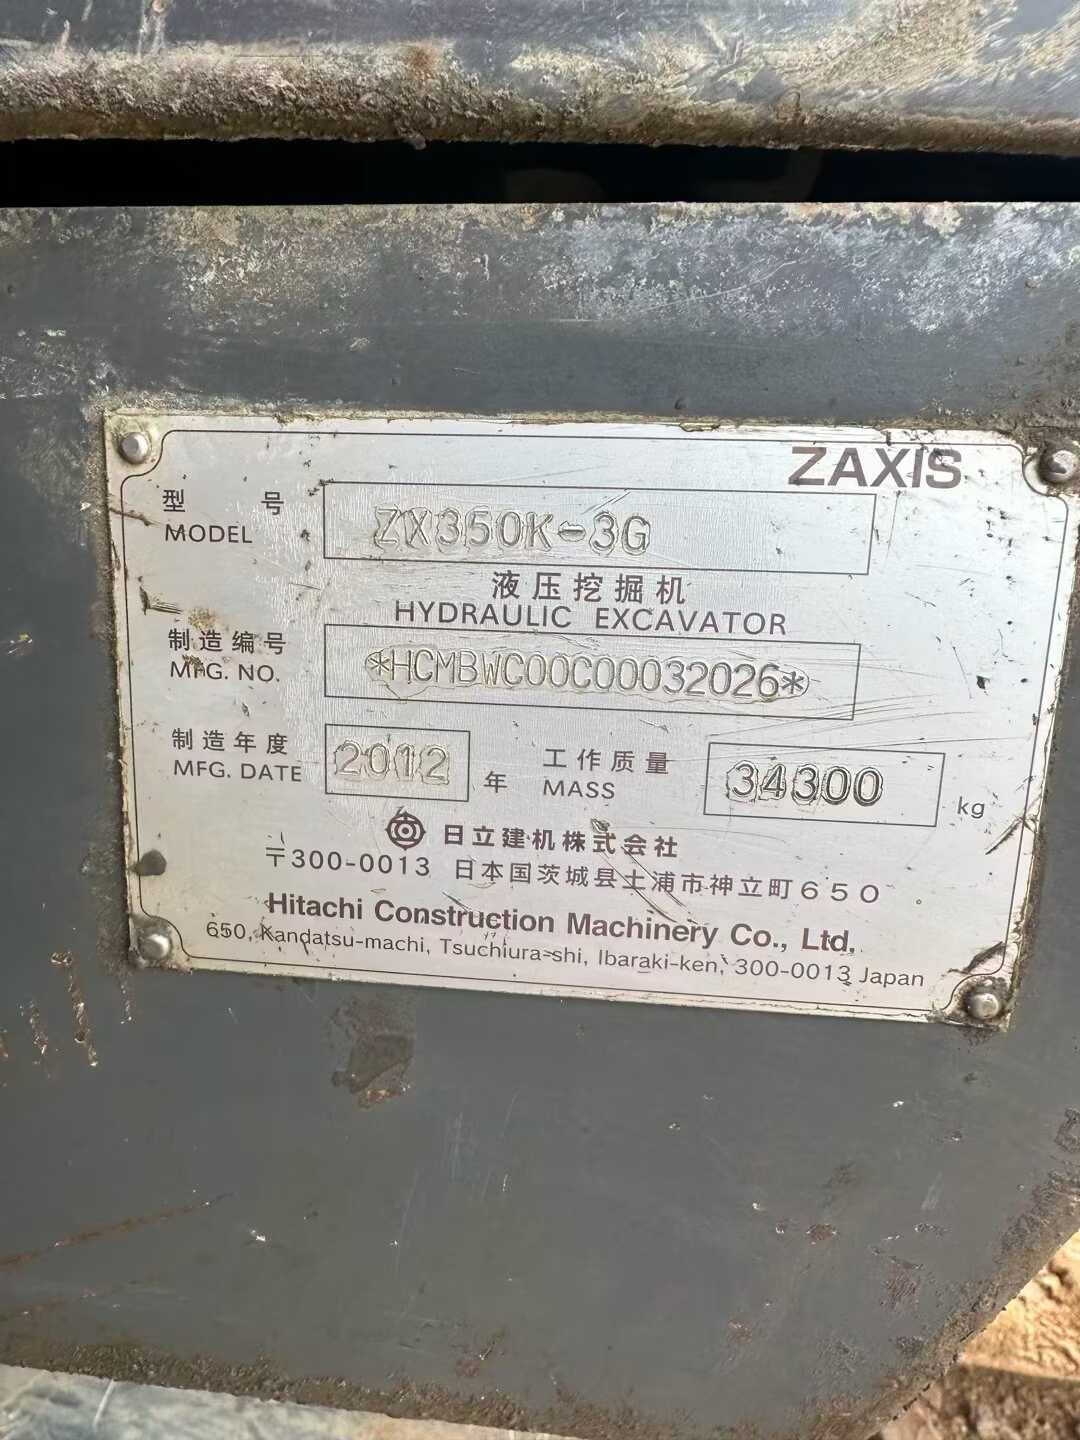 ZAXIS
型 号
MODEL
ZX350K-3G
液压挖掘机
HYDRAULIC EXCAVATOR
制造编号
MFG. NO.
*HCMBWC00C00032026*
制造年度
MFG. DATE
2012
年
工作质量
MASS
34300
kg
日立建机株式会社
〒300-0013 日本国茨城县土浦市神立町650
Hitachi Construction Machinery Co., Ltd.
650, Kandatsu-machi, Tsuchiura-shi, Ibaraki-ken, 300-0013 Japan